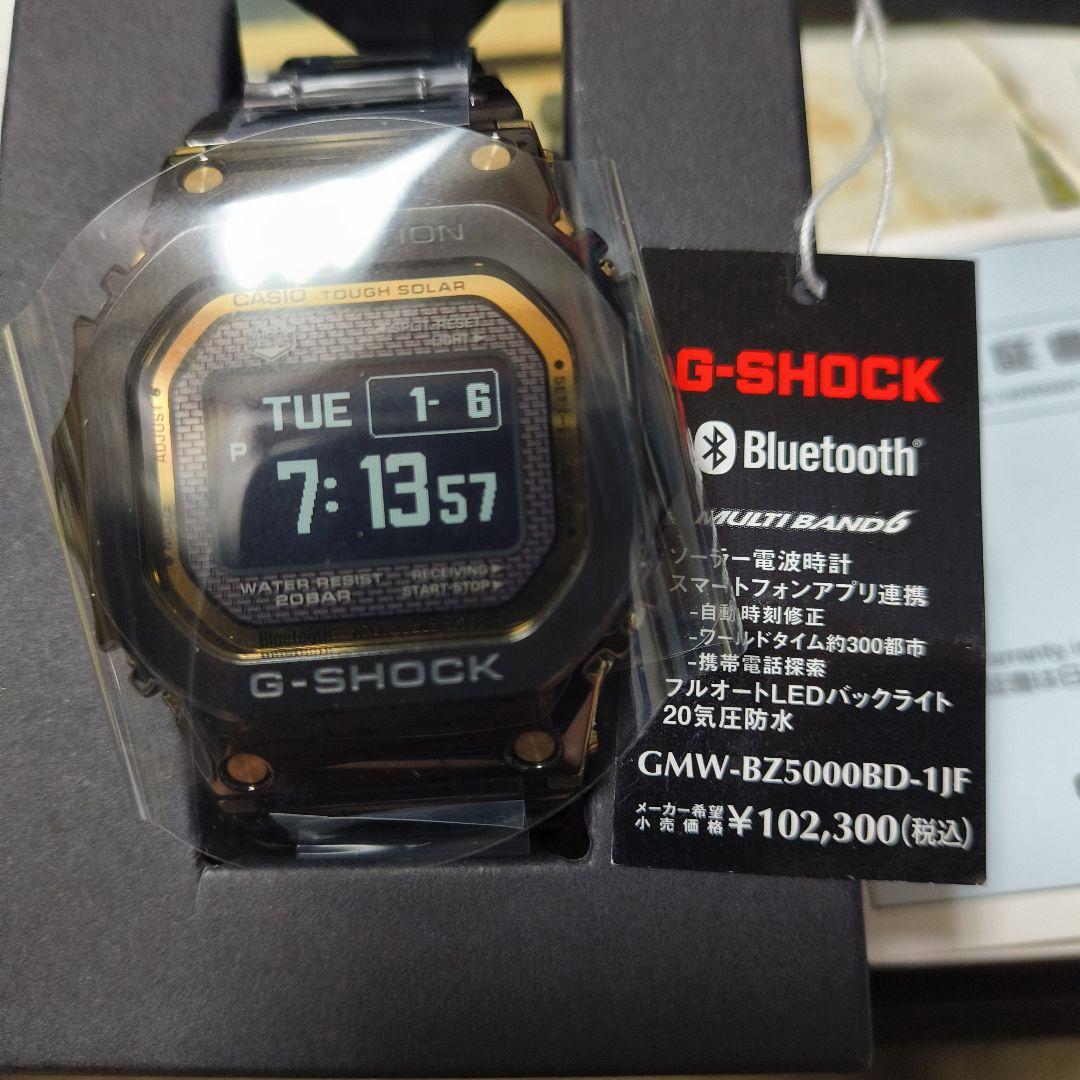 CASIO TOUGH SOLAR
SPLIT·RESET
LIGHT
ADJUST
TUE 1- 6
P
7:13 57
WATER RESIST
20BAR
RECEIVING
START·STOP
Bluetooth
G-SHOCK
G-SHOCK
Bluetooth®
MULTI BAND 6
ソーラー電波時計
スマートフォンアプリ連携
-自動時刻修正
-ワールドタイム約300都市
-携帯電話探索
フルオートLEDバックライト
20気圧防水
GMW-BZ5000BD-1JF
メーカー希望
小売価格 ¥102,300(税込)
証